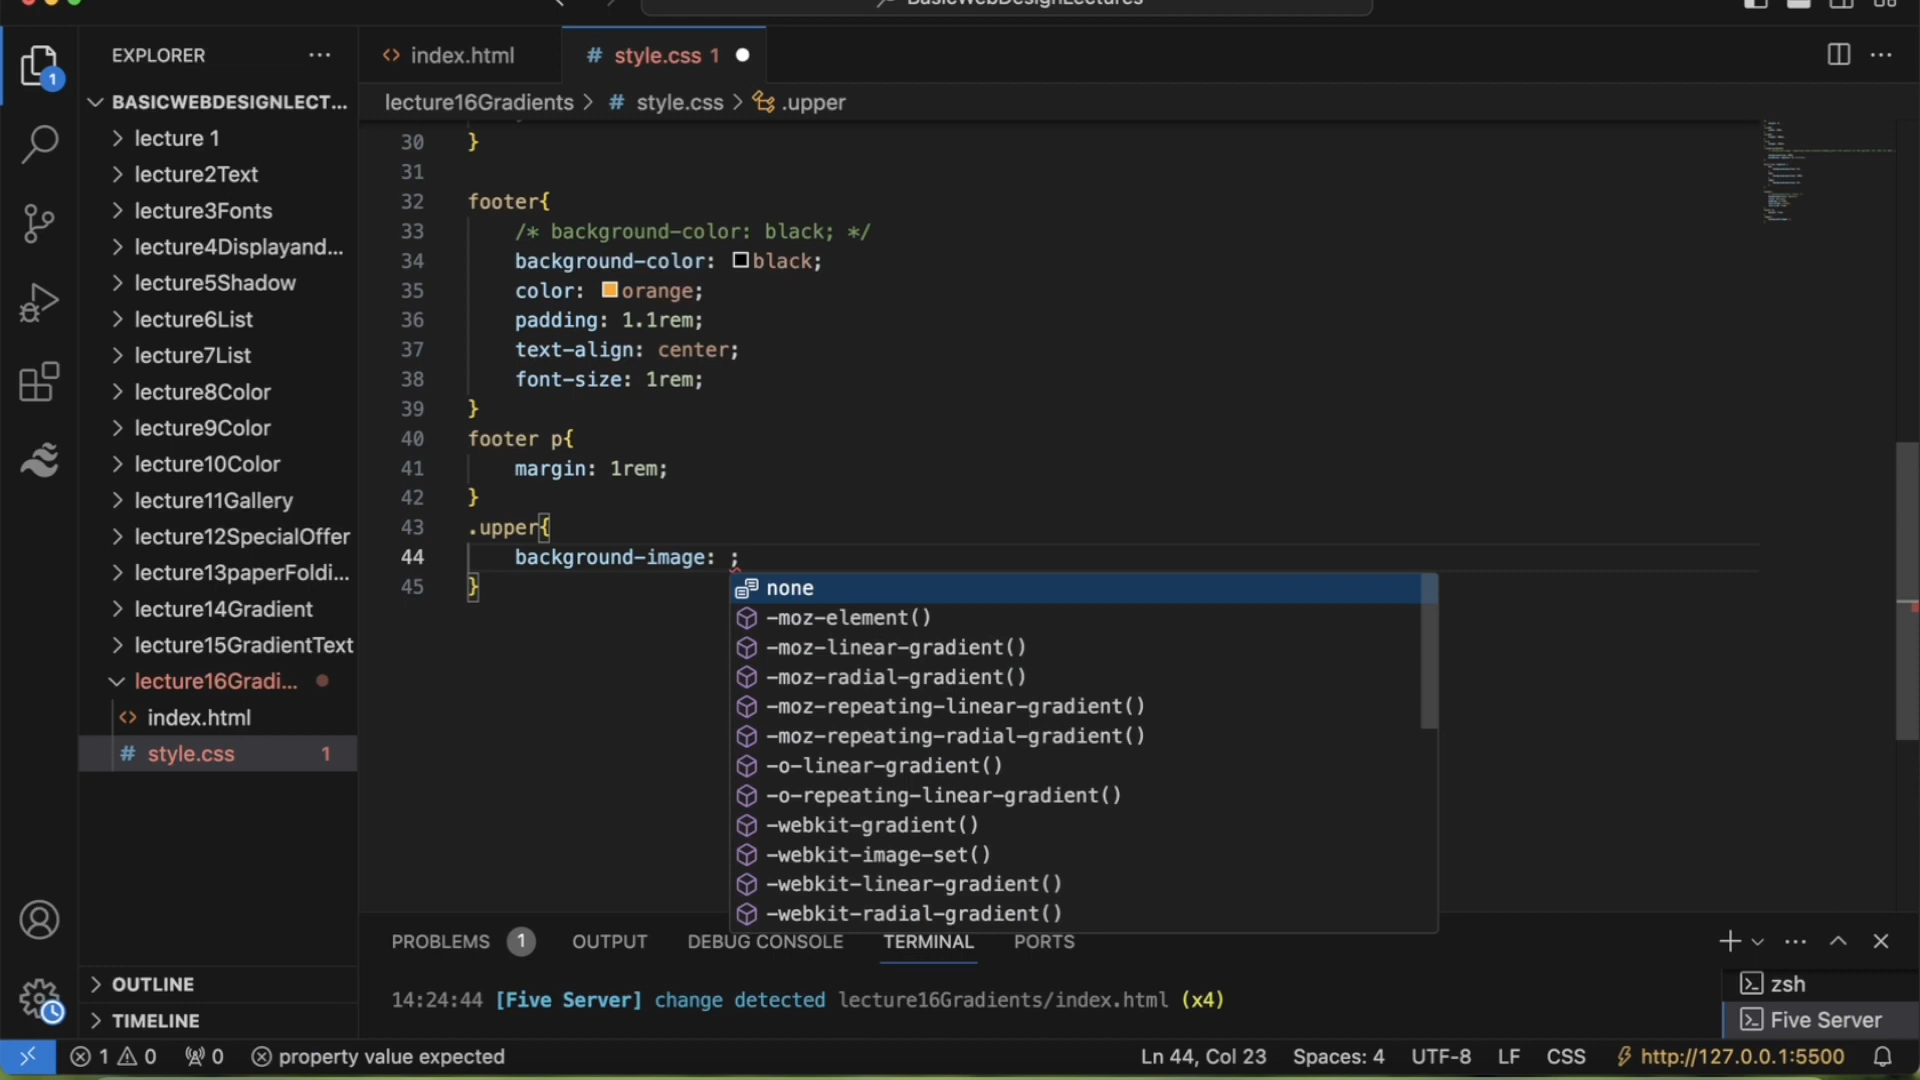 BasicWebDesignLectures
EXPLORER
index.html
style.css 1
1
BASICWEBDESIGNLECT...
lecture16Gradients > # style.css > .upper
lecture 1
lecture2Text
lecture3Fonts
lecture4Displayand...
lecture5Shadow
lecture6List
lecture7List
lecture8Color
lecture9Color
lecture10Color
lecture11Gallery
lecture12SpecialOffer
lecture13paperFoldi...
lecture14Gradient
lecture15GradientText
lecture16Gradi...
index.html
style.css 1
30 }
31
32 footer{
33 /* background-color: black; */
34 background-color: black;
35 color: orange;
36 padding: 1.1rem;
37 text-align: center;
38 font-size: 1rem;
39 }
40 footer p{
41 margin: 1rem;
42 }
43 .upper{
44 background-image: ;
45 }
none
-moz-element()
-moz-linear-gradient()
-moz-radial-gradient()
-moz-repeating-linear-gradient()
-moz-repeating-radial-gradient()
-o-linear-gradient()
-o-repeating-linear-gradient()
-webkit-gradient()
-webkit-image-set()
-webkit-linear-gradient()
-webkit-radial-gradient()
PROBLEMS 1 OUTPUT DEBUG CONSOLE TERMINAL PORTS
14:24:44 [Five Server] change detected lecture16Gradients/index.html (x4)
zsh
Five Server
OUTLINE
TIMELINE
1 0 0 property value expected Ln 44, Col 23 Spaces: 4 UTF-8 LF CSS http://127.0.0.1:5500